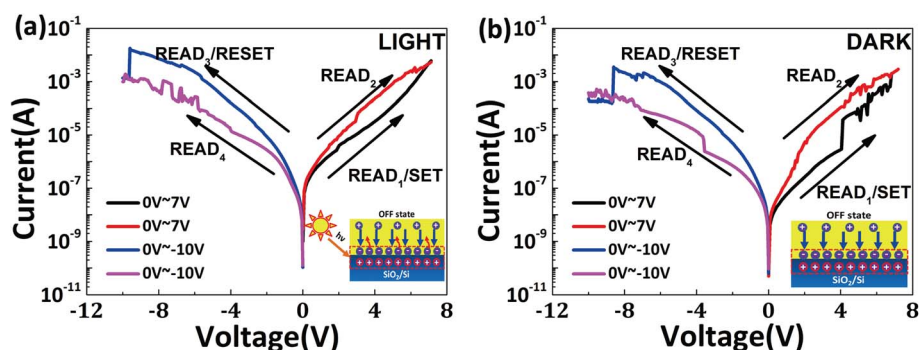 (a)
LIGHT
READ₃/RESET
READ₂
READ₄
READ₁/SET
0V~7V
0V~7V
0V~-10V
0V~-10V
OFF state
hν
SiO₂/Si
10⁻¹
10⁻³
10⁻⁵
10⁻⁷
10⁻⁹
10⁻¹¹
Current(A)
-12 -8 -4 0 4 8
Voltage(V)
(b)
DARK
READ₃/RESET
READ₂
READ₄
READ₁/SET
0V~7V
0V~7V
0V~-10V
0V~-10V
OFF state
SiO₂/Si
10⁻¹
10⁻³
10⁻⁵
10⁻⁷
10⁻⁹
10⁻¹¹
Current(A)
-12 -8 -4 0 4 8
Voltage(V)